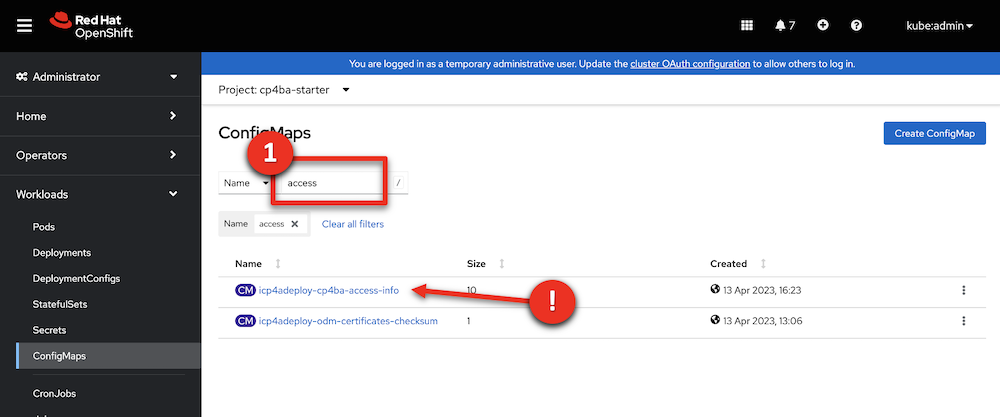 Red Hat
OpenShift
7
kube:admin
You are logged in as a temporary administrative user. Update the cluster OAuth configuration to allow others to log in.
Administrator
Home
Operators
Workloads
Pods
Deployments
DeploymentConfigs
StatefulSets
Secrets
ConfigMaps
CronJobs
Project: cp4ba-starter
ConfigMaps
Create ConfigMap
1
Name access /
Name access Clear all filters
Name Size Created
CM icp4adeploy-cp4ba-access-info 10 13 Apr 2023, 16:23
!
CM icp4adeploy-odm-certificates-checksum 1 13 Apr 2023, 13:06